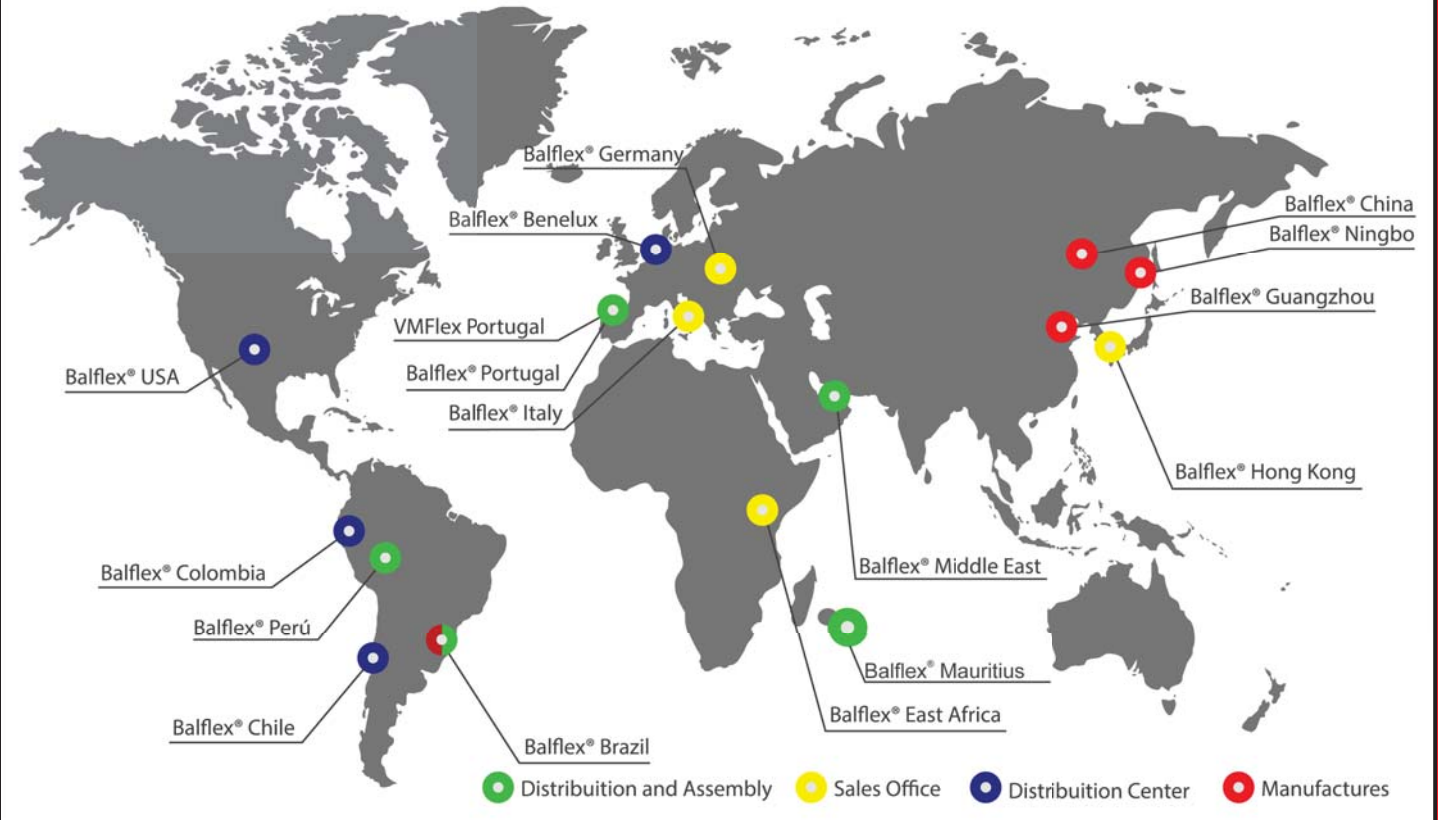 Balflex® Germany
Balflex® China
Balflex® Benelux
Balflex® Ningbo
Balflex® Guangzhou
VMFlex Portugal
Balflex® USA
Balflex® Portugal
Balflex® Italy
Balflex® Hong Kong
Balflex® Colombia
Balflex® Middle East
Balflex® Perú
Balflex® Mauritius
Balflex® East Africa
Balflex® Chile
Balflex® Brazil
Distribuition and Assembly
Sales Office
Distribuition Center
Manufactures